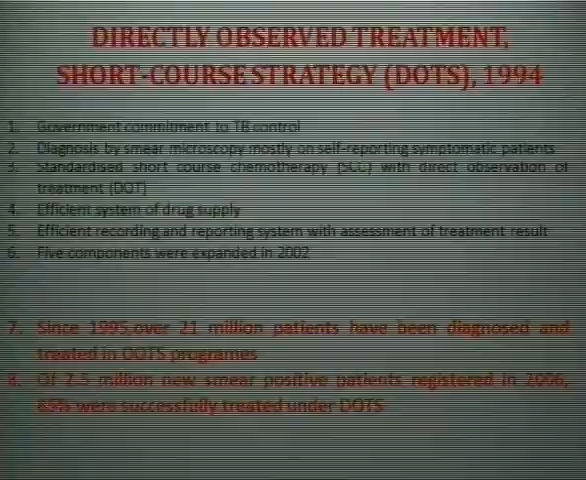 DIRECTLY OBSERVED TREATMENT,
SHORT-COURSE STRATEGY (DOTS), 1994
1. Government commitment to TB control
2. Diagnosis by smear microscopy mostly on self-reporting symptomatic patients
3. Standardised short course chemotherapy (SCC) with direct observation of
treatment (DOT)
4. Efficient system of drug supply
5. Efficient recording and reporting system with assessment of treatment result
6. Five components were expanded in 2002
7. Since 1995,over 21 million patients have been diagnosed and
treated in DOTS programes
8. Of 2.5 million new smear positive patients registered in 2006,
85% were successfully treated under DOTS